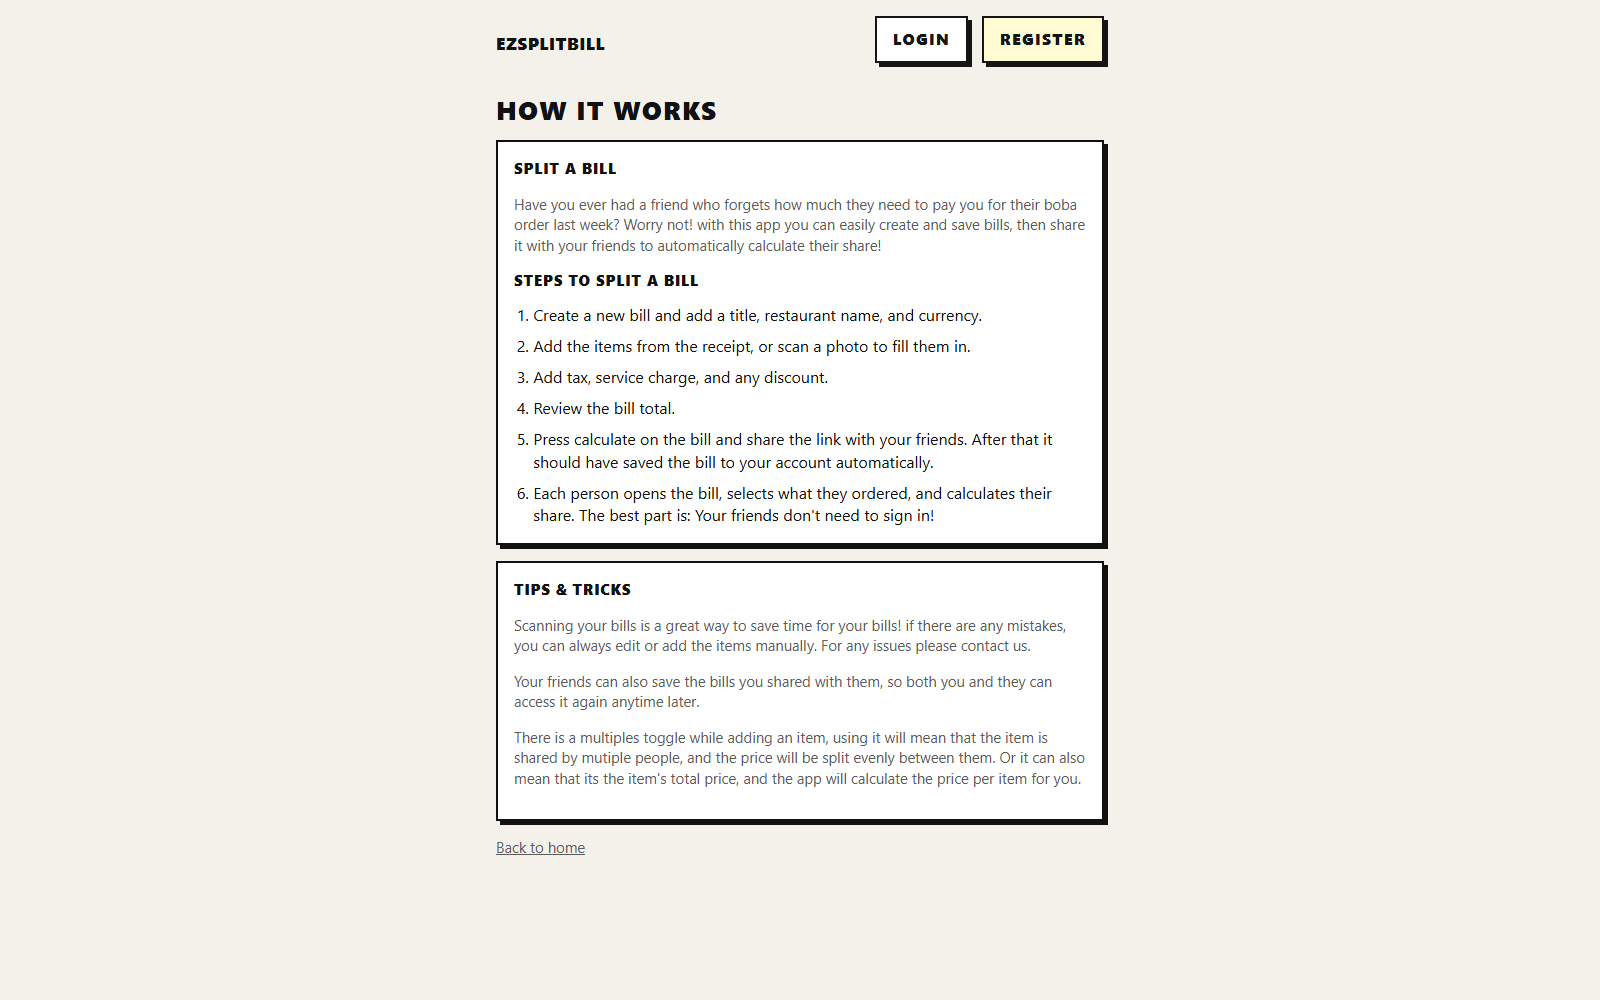 EZSPLITBILL
LOGIN
REGISTER
HOW IT WORKS
SPLIT A BILL
Have you ever had a friend who forgets how much they need to pay you for their boba
order last week? Worry not! with this app you can easily create and save bills, then share
it with your friends to automatically calculate their share!
STEPS TO SPLIT A BILL
1. Create a new bill and add a title, restaurant name, and currency.
2. Add the items from the receipt, or scan a photo to fill them in.
3. Add tax, service charge, and any discount.
4. Review the bill total.
5. Press calculate on the bill and share the link with your friends. After that it
should have saved the bill to your account automatically.
6. Each person opens the bill, selects what they ordered, and calculates their
share. The best part is: Your friends don't need to sign in!
TIPS & TRICKS
Scanning your bills is a great way to save time for your bills! if there are any mistakes,
you can always edit or add the items manually. For any issues please contact us.
Your friends can also save the bills you shared with them, so both you and they can
access it again anytime later.
There is a multiples toggle while adding an item, using it will mean that the item is
shared by mutiple people, and the price will be split evenly between them. Or it can also
mean that its the item's total price, and the app will calculate the price per item for you.
Back to home